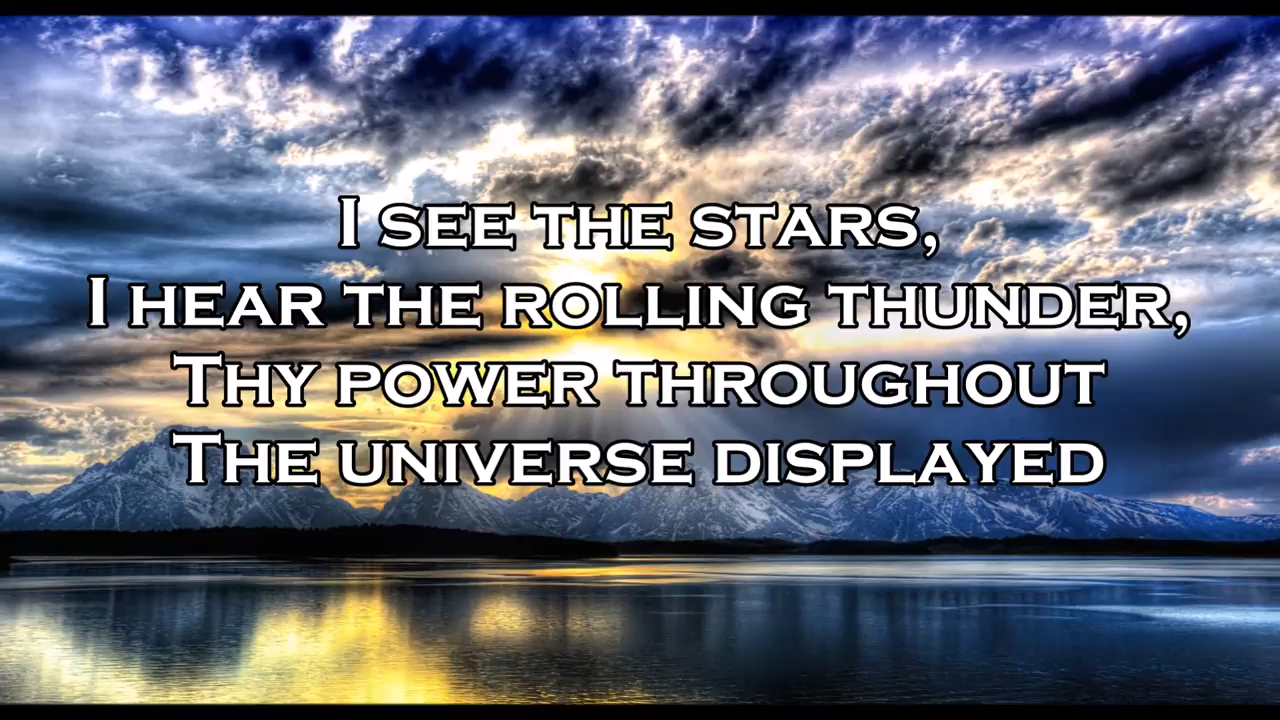 I see the stars,
I hear the rolling thunder,
Thy power throughout
The universe displayed